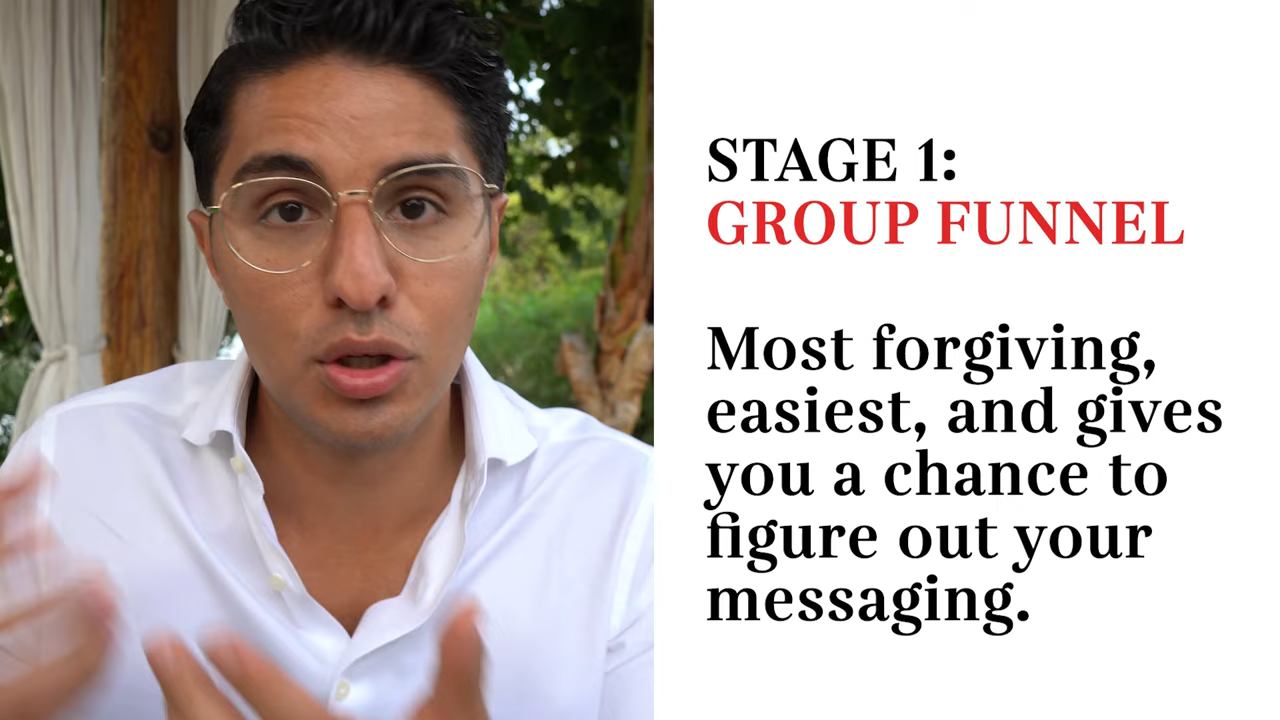 STAGE 1:
GROUP FUNNEL
Most forgiving,
easiest, and gives
you a chance to
figure out your
messaging.